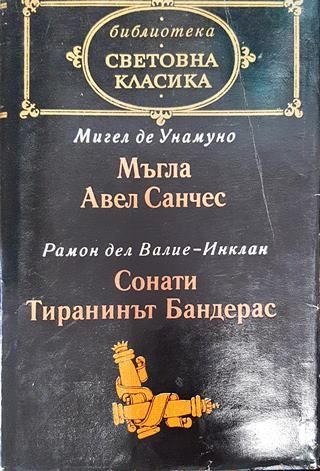 библиотека
СВЕТОВНА
КЛАСИКА
Мигел де Унамуно
Мъгла
Авел Санчес
Рамон дел Валие-Инклан
Сонати
Тиранинът Бандерас